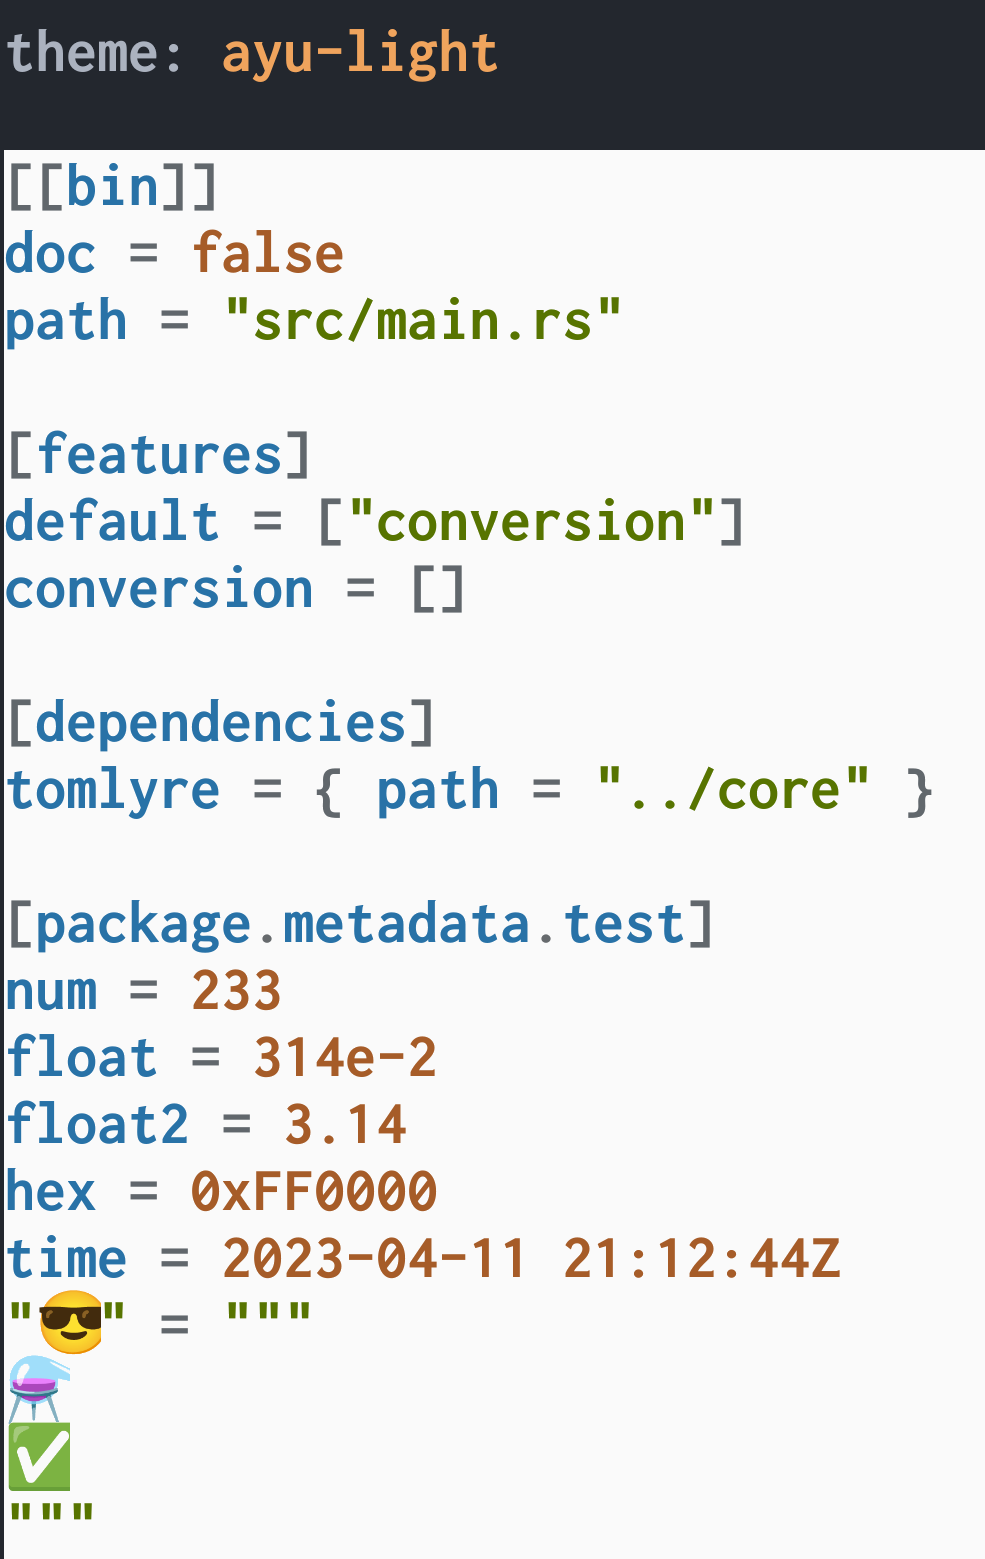 theme: ayu-light
[[bin]]
doc = false
path = "src/main.rs"
[features]
default = ["conversion"]
conversion = []
[dependencies]
tomlyre = { path = "../core" }
[package.metadata.test]
num = 233
float = 314e-2
float2 = 3.14
hex = 0xFF0000
time = 2023-04-11 21:12:44Z
"😎" = """
⚗️
✅
"""